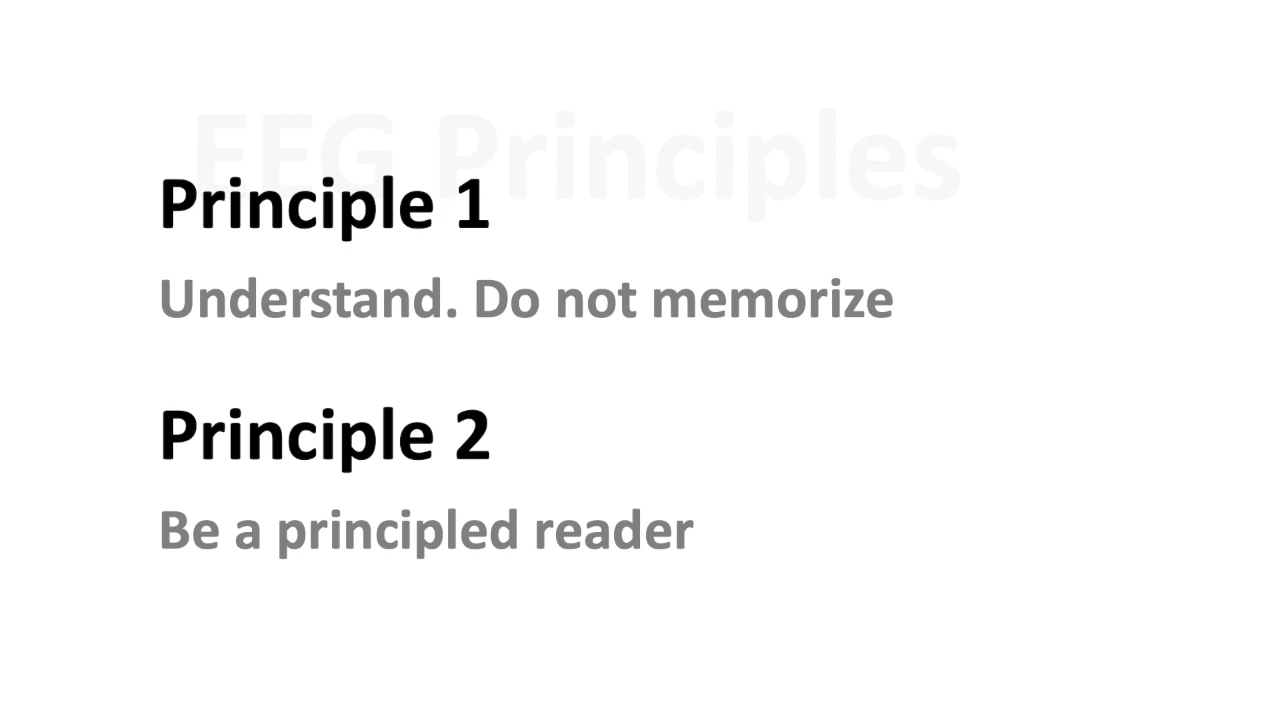 EEG Principles
Principle 1
Understand. Do not memorize
Principle 2
Be a principled reader